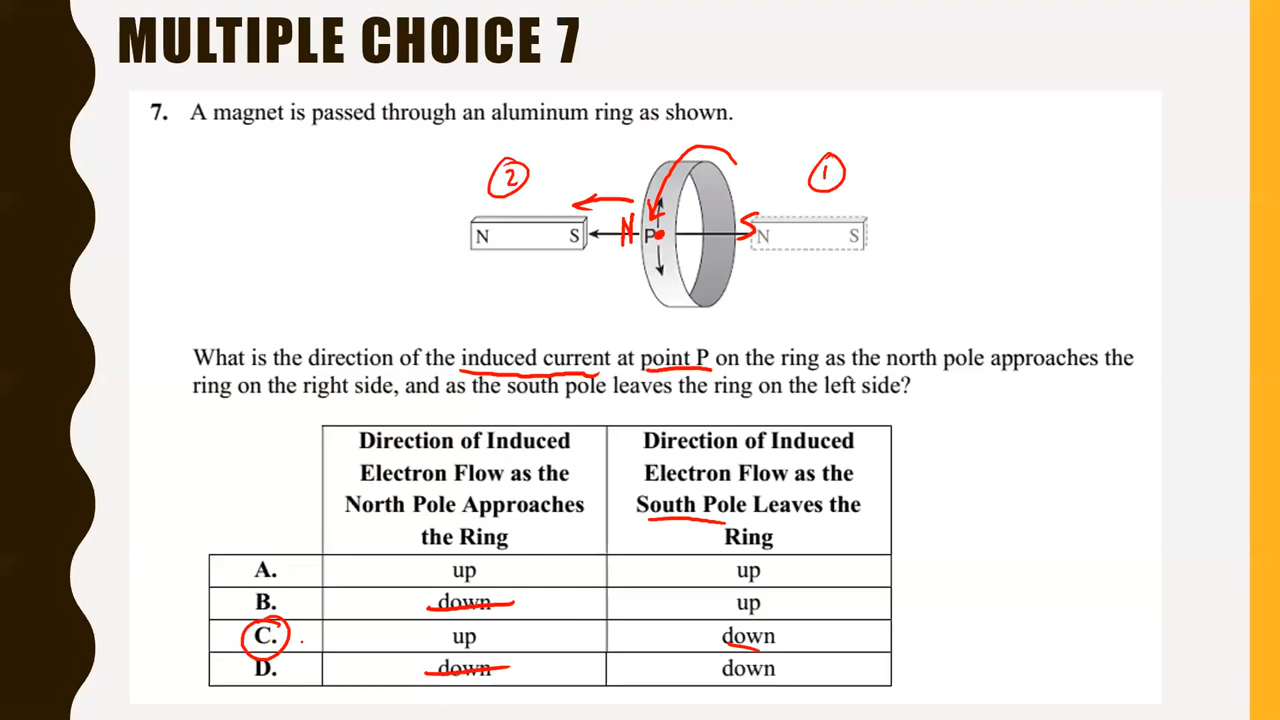 MULTIPLE CHOICE 7
7. A magnet is passed through an aluminum ring as shown.
2
1
N S N P S N S
What is the direction of the induced current at point P on the ring as the north pole approaches the
ring on the right side, and as the south pole leaves the ring on the left side?
Direction of Induced Electron Flow as the North Pole Approaches the Ring
Direction of Induced Electron Flow as the South Pole Leaves the Ring
A. up up
B. down up
C. up down
D. down down